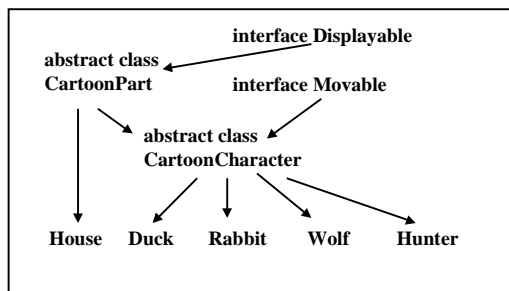 interface Displayable
abstract class
CartoonPart
interface Movable
abstract class
CartoonCharacter
House Duck Rabbit Wolf Hunter